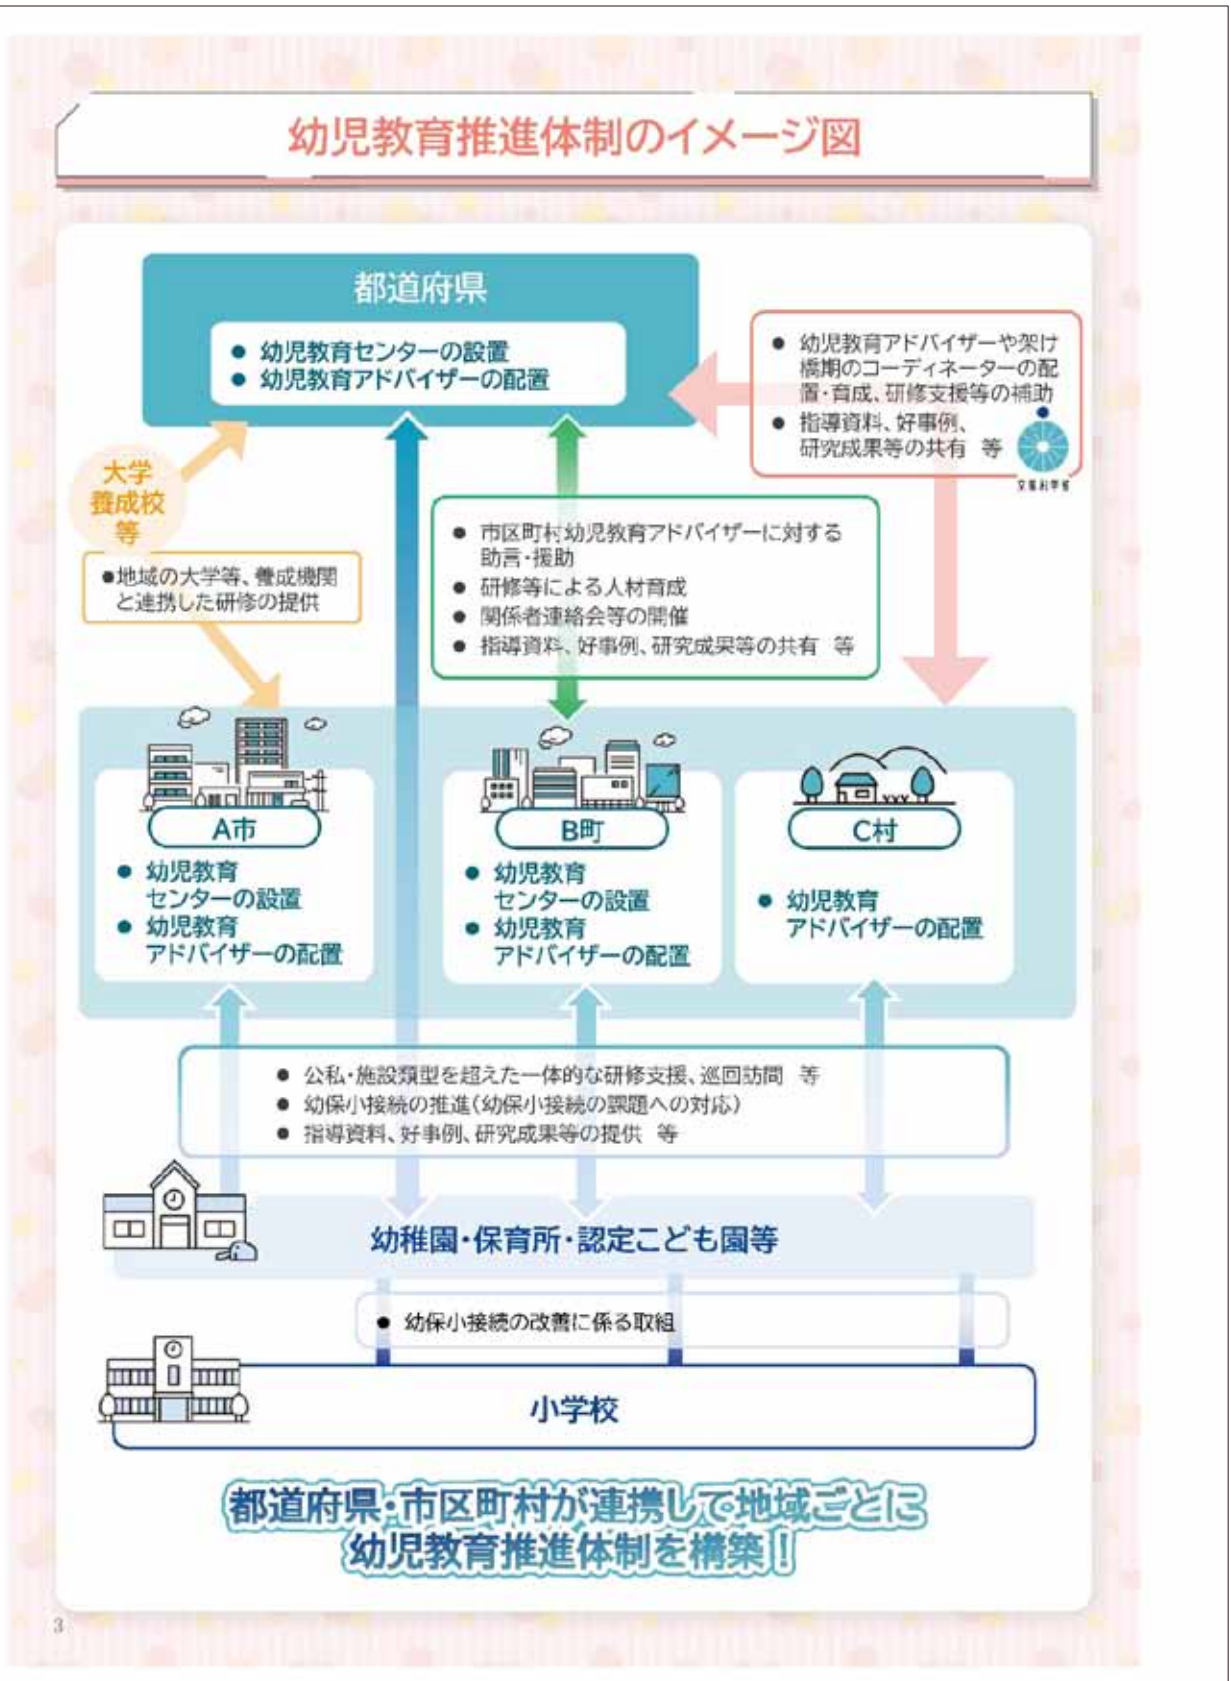 幼児教育推進体制のイメージ図
都道府県
● 幼児教育センターの設置
● 幼児教育アドバイザーの配置
● 幼児教育アドバイザーや架け
橋期のコーディネーターの配
置・育成、研修支援等の補助
● 指導資料、好事例、
研究成果等の共有 等
文部科学省
大学
養成校
等
●地域の大学等、養成機関
と連携した研修の提供
● 市区町村幼児教育アドバイザーに対する
助言・援助
● 研修等による人材育成
● 関係者連絡会等の開催
● 指導資料、好事例、研究成果等の共有 等
A市
● 幼児教育
センターの設置
● 幼児教育
アドバイザーの配置
B町
● 幼児教育
センターの設置
● 幼児教育
アドバイザーの配置
C村
● 幼児教育
アドバイザーの配置
● 公私・施設類型を超えた一体的な研修支援、巡回訪問 等
● 幼保小接続の推進(幼保小接続の課題への対応)
● 指導資料、好事例、研究成果等の提供 等
幼稚園・保育所・認定こども園等
● 幼保小接続の改善に係る取組
小学校
都道府県・市区町村が連携して地域ごとに
幼児教育推進体制を構築!
3